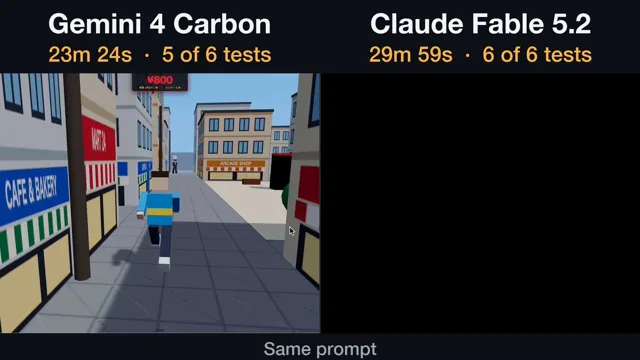 Gemini 4 Carbon
23m 24s · 5 of 6 tests
Claude Fable 5.2
29m 59s · 6 of 6 tests
¥800
ARCADE SHOP
CAFE & BAKERY
Same prompt